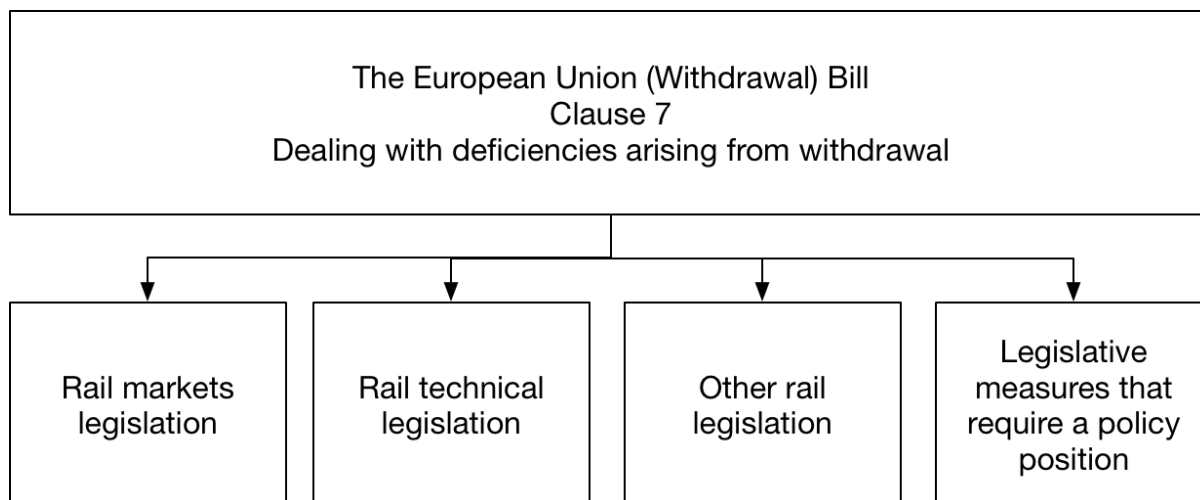 The European Union (Withdrawal) Bill
Clause 7
Dealing with deficiencies arising from withdrawal
Rail markets
legislation
Rail technical
legislation
Other rail
legislation
Legislative
measures that
require a policy
position